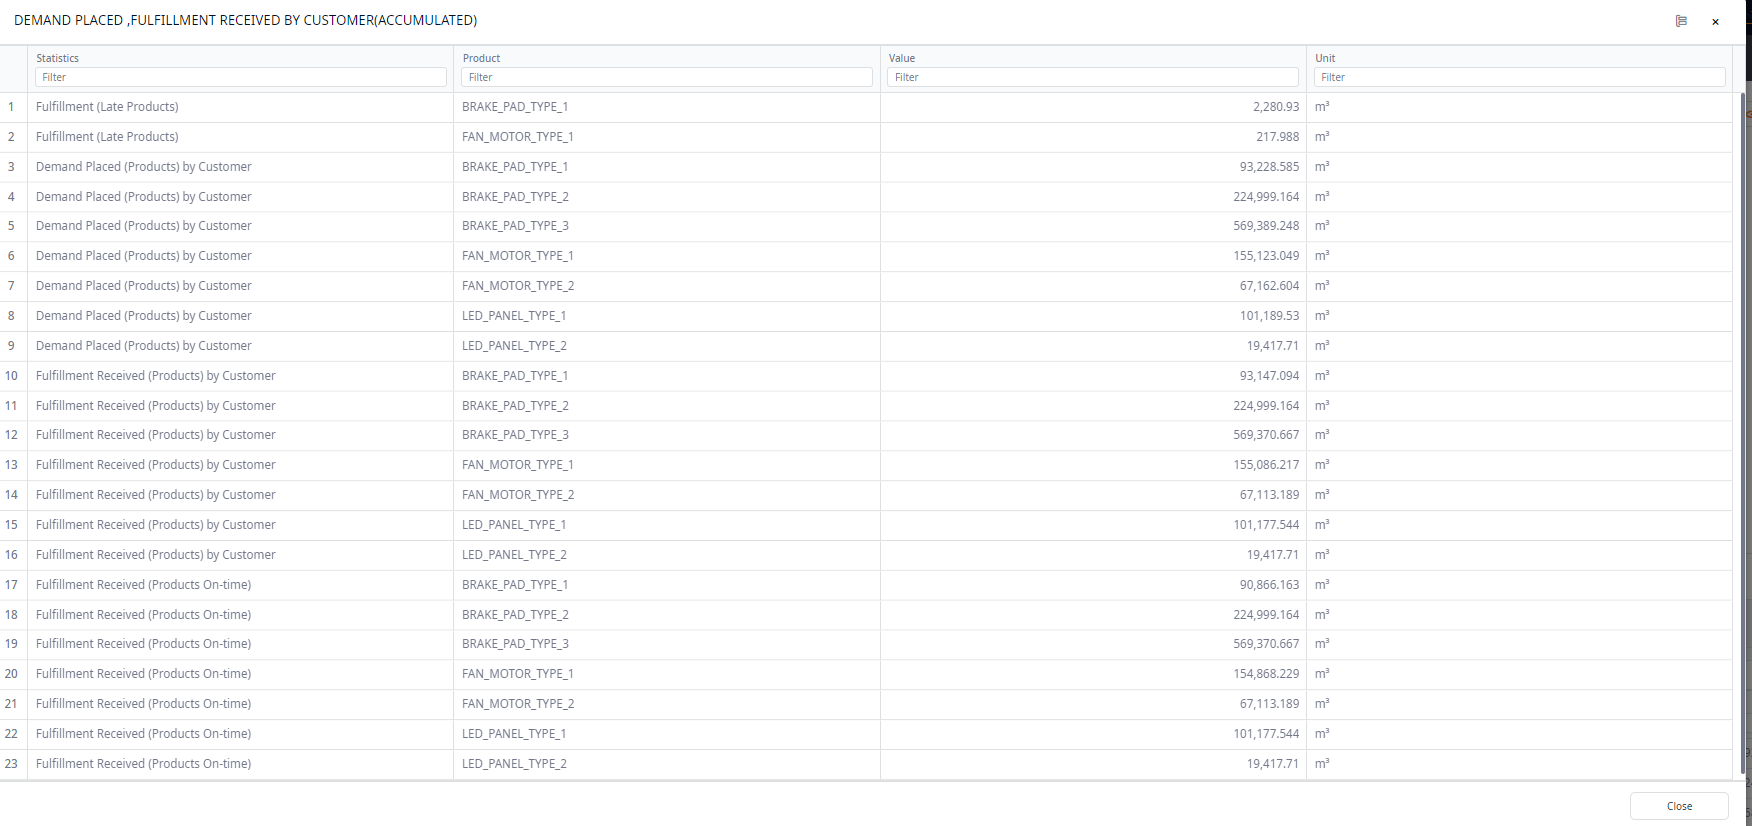 DEMAND PLACED ,FULFILLMENT RECEIVED BY CUSTOMER(ACCUMULATED)
×
Statistics Product Value Unit
Filter Filter Filter Filter
1 Fulfillment (Late Products) BRAKE_PAD_TYPE_1 2,280.93 m³
2 Fulfillment (Late Products) FAN_MOTOR_TYPE_1 217.988 m³
3 Demand Placed (Products) by Customer BRAKE_PAD_TYPE_1 93,228.585 m³
4 Demand Placed (Products) by Customer BRAKE_PAD_TYPE_2 224,999.164 m³
5 Demand Placed (Products) by Customer BRAKE_PAD_TYPE_3 569,389.248 m³
6 Demand Placed (Products) by Customer FAN_MOTOR_TYPE_1 155,123.049 m³
7 Demand Placed (Products) by Customer FAN_MOTOR_TYPE_2 67,162.604 m³
8 Demand Placed (Products) by Customer LED_PANEL_TYPE_1 101,189.53 m³
9 Demand Placed (Products) by Customer LED_PANEL_TYPE_2 19,417.71 m³
10 Fulfillment Received (Products) by Customer BRAKE_PAD_TYPE_1 93,147.094 m³
11 Fulfillment Received (Products) by Customer BRAKE_PAD_TYPE_2 224,999.164 m³
12 Fulfillment Received (Products) by Customer BRAKE_PAD_TYPE_3 569,370.667 m³
13 Fulfillment Received (Products) by Customer FAN_MOTOR_TYPE_1 155,086.217 m³
14 Fulfillment Received (Products) by Customer FAN_MOTOR_TYPE_2 67,113.189 m³
15 Fulfillment Received (Products) by Customer LED_PANEL_TYPE_1 101,177.544 m³
16 Fulfillment Received (Products) by Customer LED_PANEL_TYPE_2 19,417.71 m³
17 Fulfillment Received (Products On-time) BRAKE_PAD_TYPE_1 90,866.163 m³
18 Fulfillment Received (Products On-time) BRAKE_PAD_TYPE_2 224,999.164 m³
19 Fulfillment Received (Products On-time) BRAKE_PAD_TYPE_3 569,370.667 m³
20 Fulfillment Received (Products On-time) FAN_MOTOR_TYPE_1 154,868.229 m³
21 Fulfillment Received (Products On-time) FAN_MOTOR_TYPE_2 67,113.189 m³
22 Fulfillment Received (Products On-time) LED_PANEL_TYPE_1 101,177.544 m³
23 Fulfillment Received (Products On-time) LED_PANEL_TYPE_2 19,417.71 m³
Close